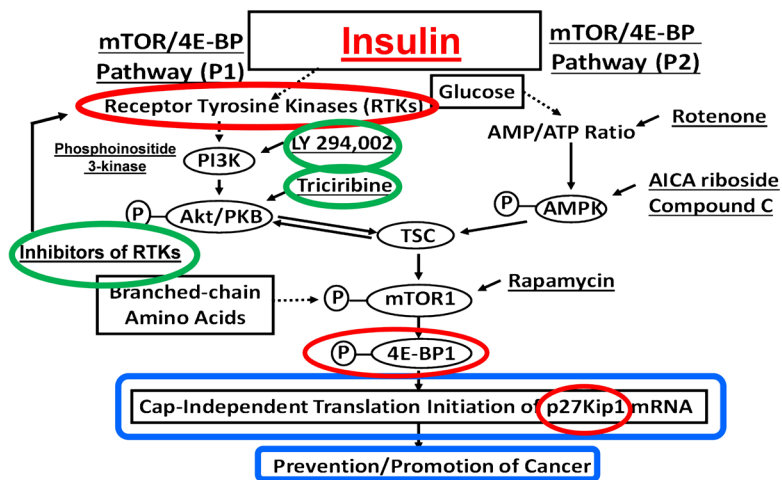 mTOR/4E-BP
Pathway (P1)
Insulin
mTOR/4E-BP
Pathway (P2)
Receptor Tyrosine Kinases (RTKs)
Glucose
Phosphoinositide
3-kinase
PI3K
LY 294,002
AMP/ATP Ratio
Rotenone
Triciribine
P
Akt/PKB
P
AMPK
AICA riboside
Compound C
TSC
Inhibitors of RTKs
Branched-chain
Amino Acids
P
mTOR1
Rapamycin
P
4E-BP1
Cap-Independent Translation Initiation of p27Kip1 mRNA
Prevention/Promotion of Cancer